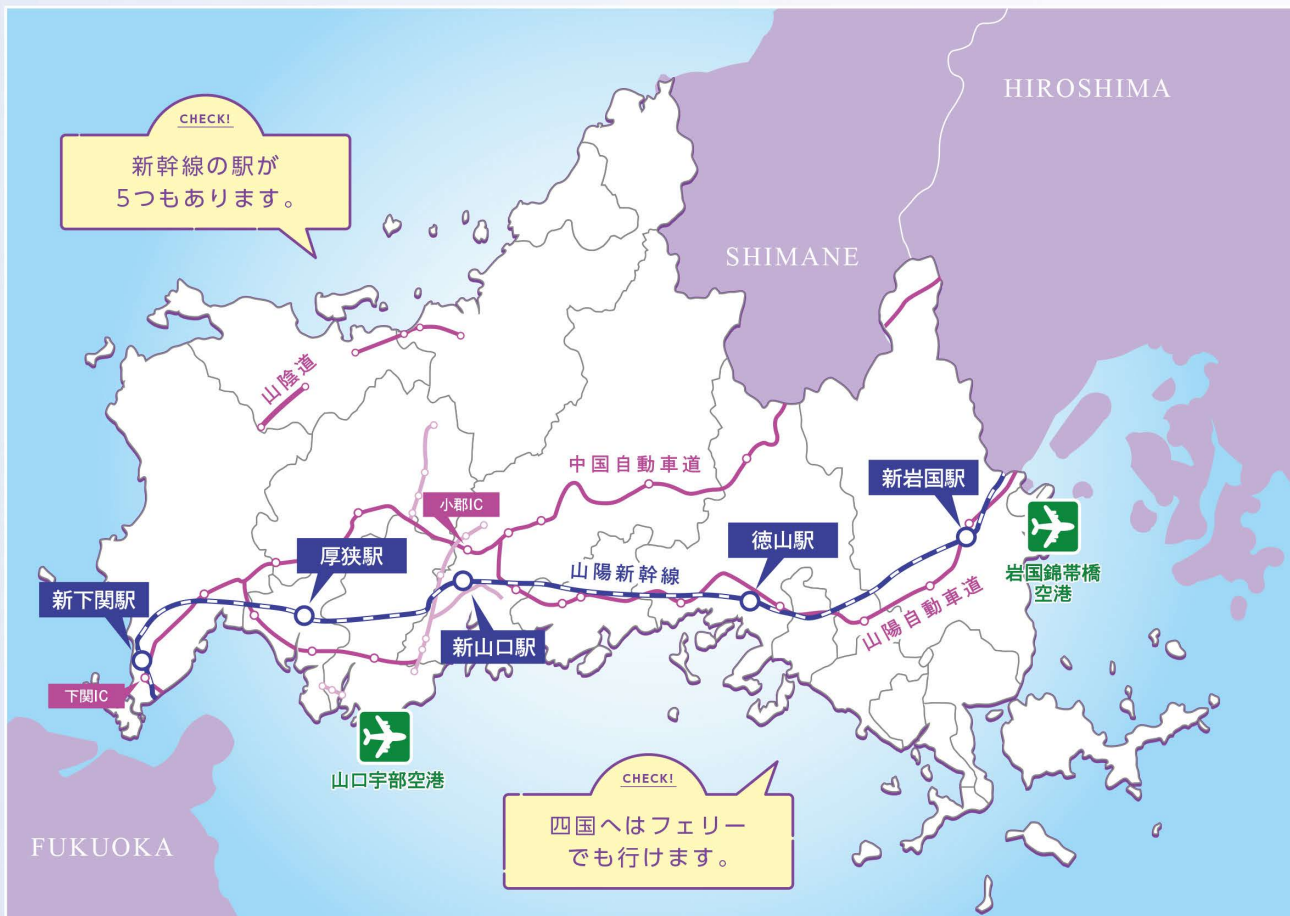 HIROSHIMA
CHECK!
新幹線の駅が
5つもあります。
SHIMANE
山陰道
中国自動車道
新岩国駅
小郡IC
厚狭駅
徳山駅
山陽新幹線
岩国錦帯橋
空港
新下関駅
山陽自動車道
新山口駅
下関IC
山口宇部空港
CHECK!
四国へはフェリー
でも行けます。
FUKUOKA